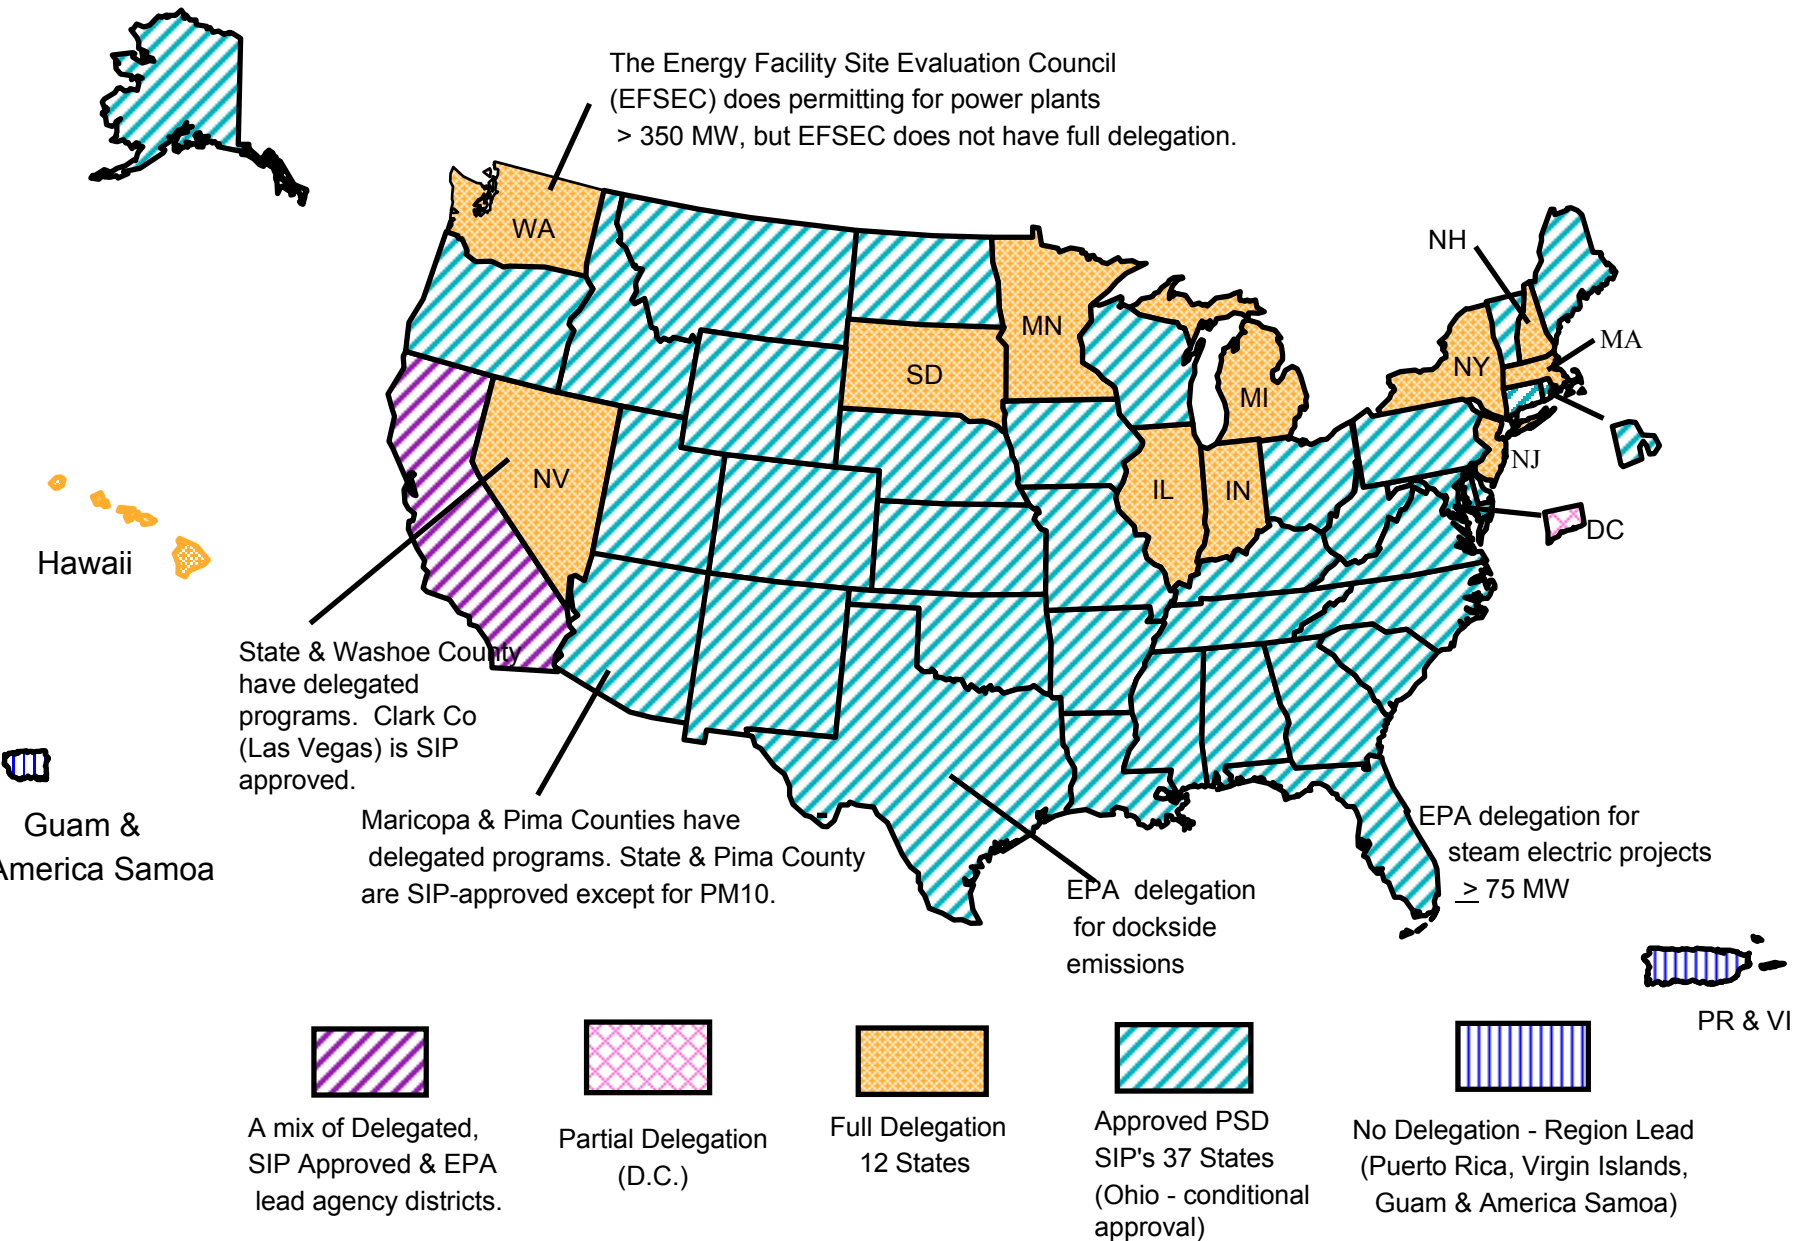 The Energy Facility Site Evaluation Council
(EFSEC) does permitting for power plants
> 350 MW, but EFSEC does not have full delegation.
WA
NH
MN
MA
NY
SD
MI
NJ
NV
IL
IN
DC
Hawaii
State & Washoe County
have delegated
programs. Clark Co
(Las Vegas) is SIP
approved.
Guam &
America Samoa
Maricopa & Pima Counties have
delegated programs. State & Pima County
are SIP-approved except for PM10.
EPA delegation
for dockside
emissions
EPA delegation for
steam electric projects
> 75 MW
PR & VI
A mix of Delegated,
SIP Approved & EPA
lead agency districts.
Partial Delegation
(D.C.)
Full Delegation
12 States
Approved PSD
SIP's 37 States
(Ohio - conditional
approval)
No Delegation - Region Lead
(Puerto Rica, Virgin Islands,
Guam & America Samoa)